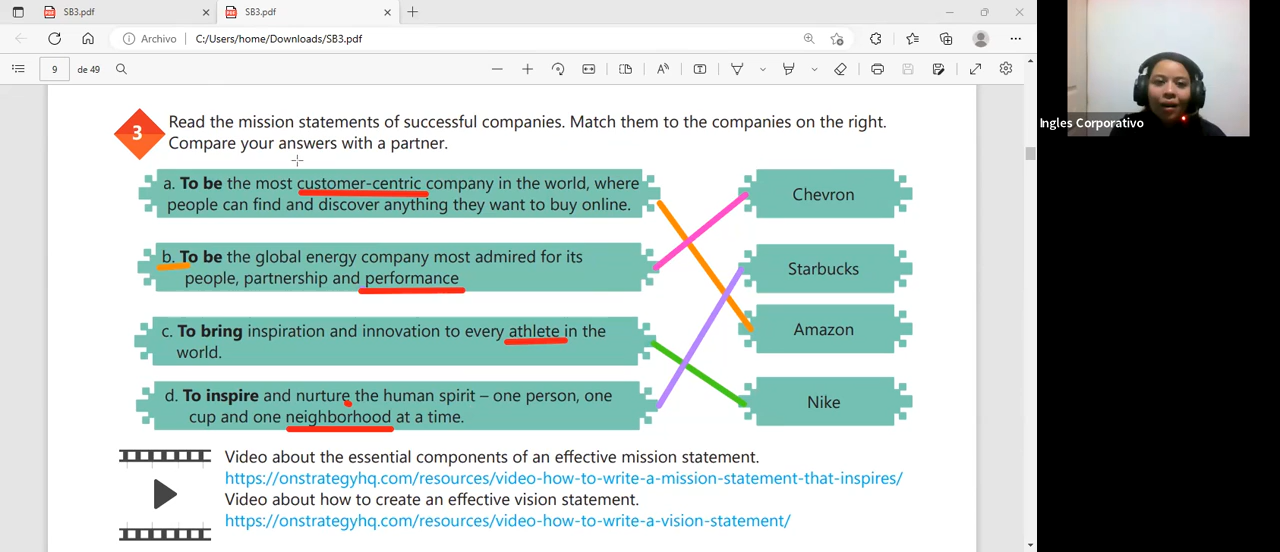 SB3.pdf
SB3.pdf
Archivo
C:/Users/home/Downloads/SB3.pdf
9
de 49
3
Read the mission statements of successful companies. Match them to the companies on the right.
Compare your answers with a partner.
a. To be the most customer-centric company in the world, where
people can find and discover anything they want to buy online.
Chevron
b. To be the global energy company most admired for its
people, partnership and performance
Starbucks
c. To bring inspiration and innovation to every athlete in the
world.
Amazon
d. To inspire and nurture the human spirit – one person, one
cup and one neighborhood at a time.
Nike
Video about the essential components of an effective mission statement.
https://onstrategyhq.com/resources/video-how-to-write-a-mission-statement-that-inspires/
Video about how to create an effective vision statement.
https://onstrategyhq.com/resources/video-how-to-write-a-vision-statement/
Ingles Corporativo